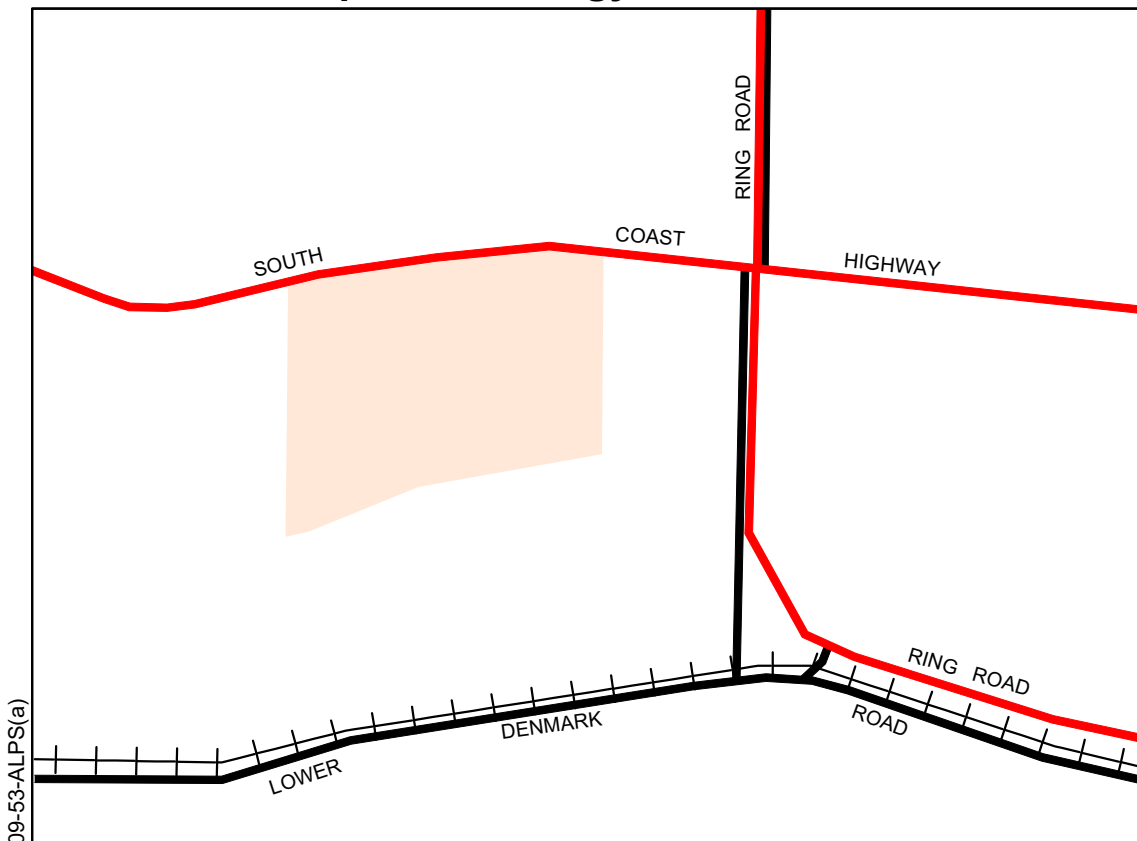 RING ROAD
SOUTH
COAST
HIGHWAY
RING ROAD
DENMARK
ROAD
LOWER
09-53-ALPS(a)